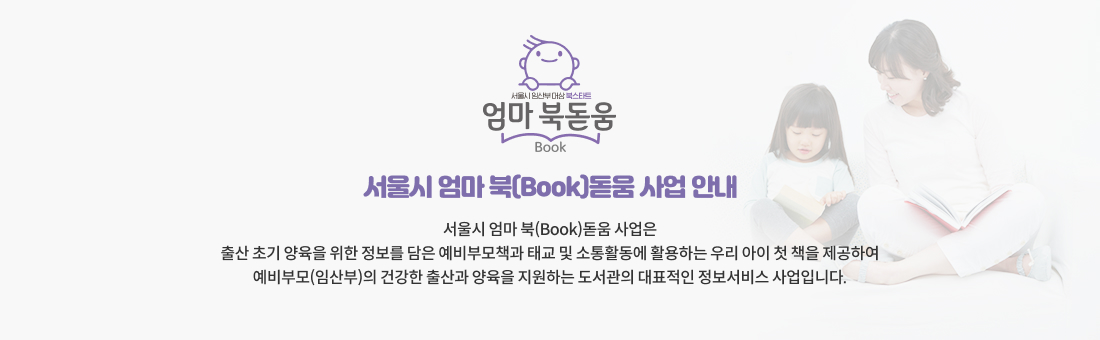 서울시 임산부 대상 북스타트
엄마 북돋움
Book
서울시 엄마 북(Book)돋움 사업 안내
서울시 엄마 북(Book)돋움 사업은
출산 초기 양육을 위한 정보를 담은 예비부모책과 태교 및 소통활동에 활용하는 우리 아이 첫 책을 제공하여
예비부모(임산부)의 건강한 출산과 양육을 지원하는 도서관의 대표적인 정보서비스 사업입니다.